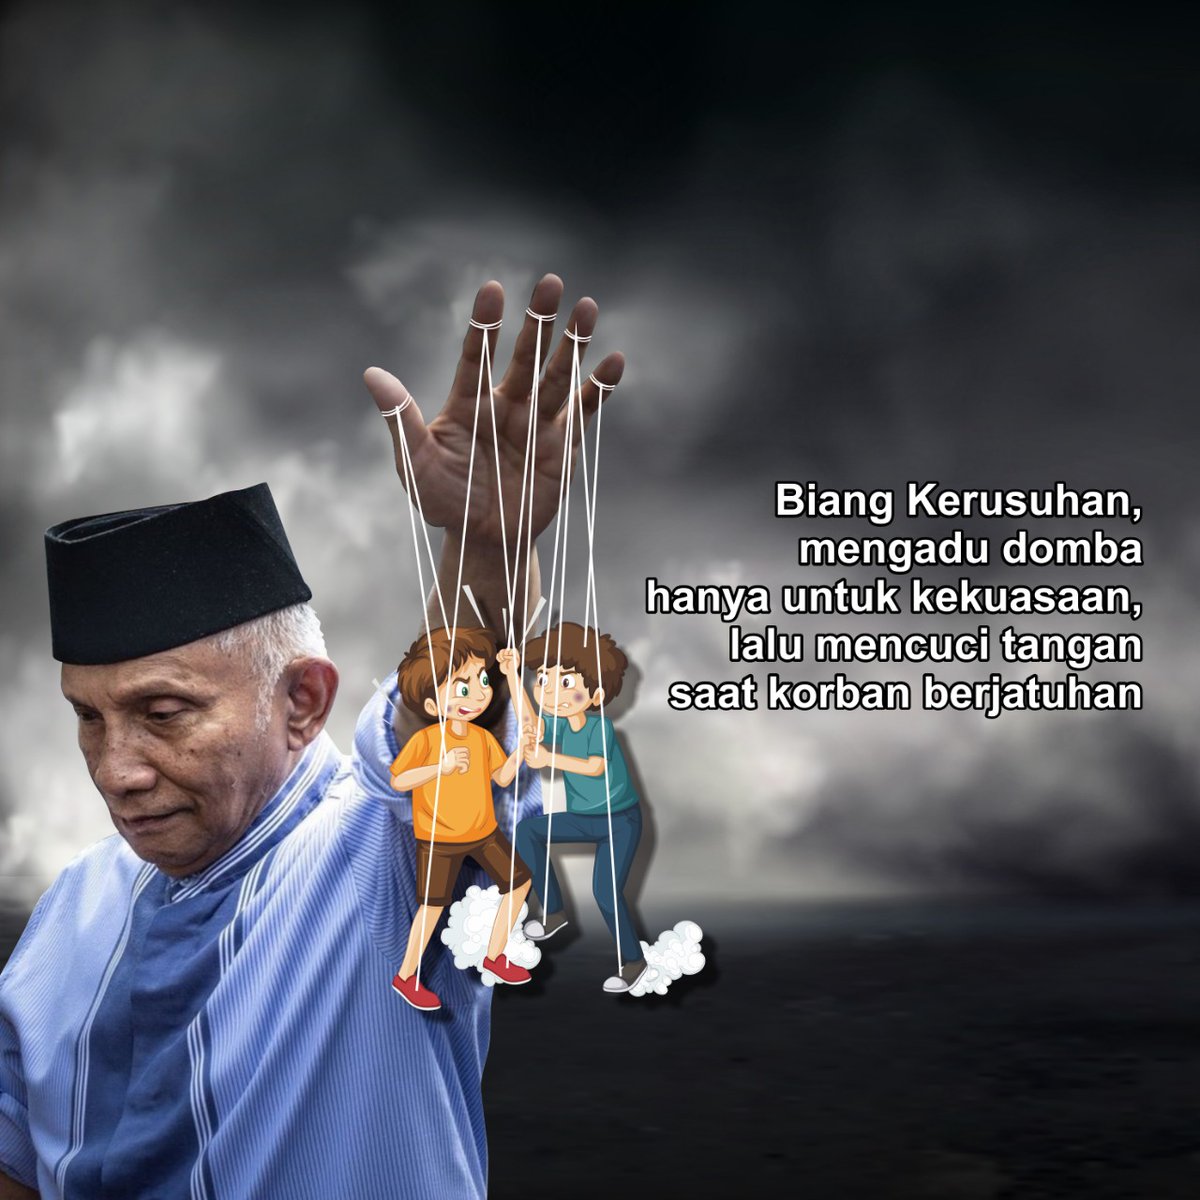 Biang Kerusuhan,
mengadu domba
hanya untuk kekuasaan,
lalu mencuci tangan
saat korban berjatuhan